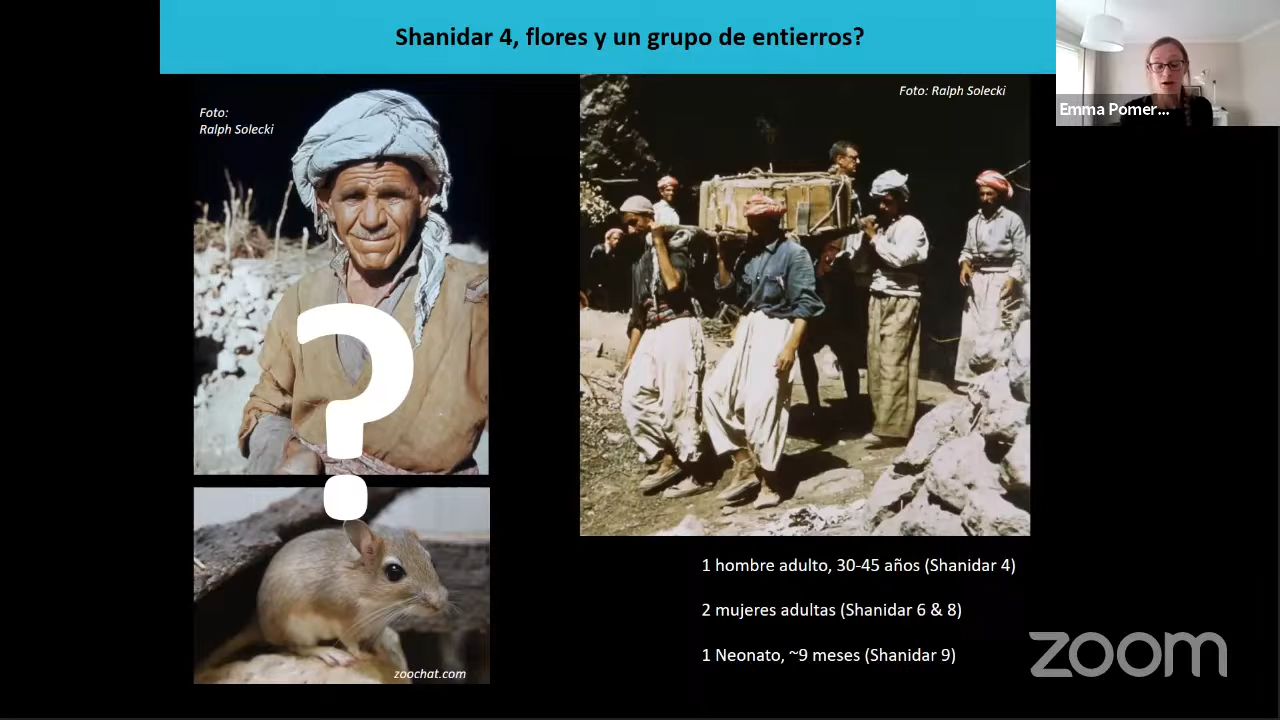 Shanidar 4, flores y un grupo de entierros?
Foto:
Ralph Solecki
Foto: Ralph Solecki
Emma Pomer...
?
zoochat.com
1 hombre adulto, 30-45 años (Shanidar 4)
2 mujeres adultas (Shanidar 6 & 8)
1 Neonato, ~9 meses (Shanidar 9)
zoom